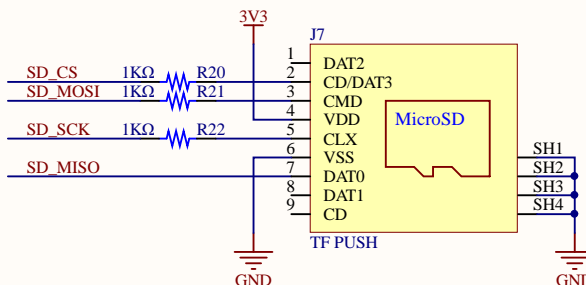 3V3
J7
1 DAT2
SD_CS 1KΩ R20 2 CD/DAT3
SD_MOSI 1KΩ R21 3 CMD
4 VDD
MicroSD
SD_SCK 1KΩ R22 5 CLX
6 VSS SH1
SD_MISO 7 DAT0 SH2
8 DAT1 SH3
9 CD SH4
TF PUSH
GND GND